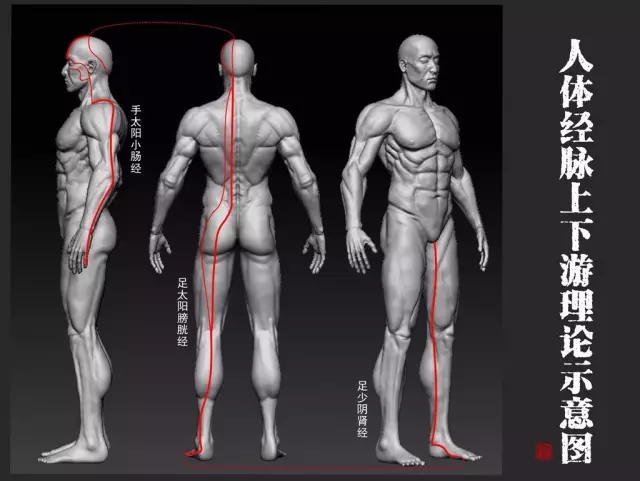 人体经脉上下游理论示意图
手太阳小肠经
足太阳膀胱经
足少阴肾经